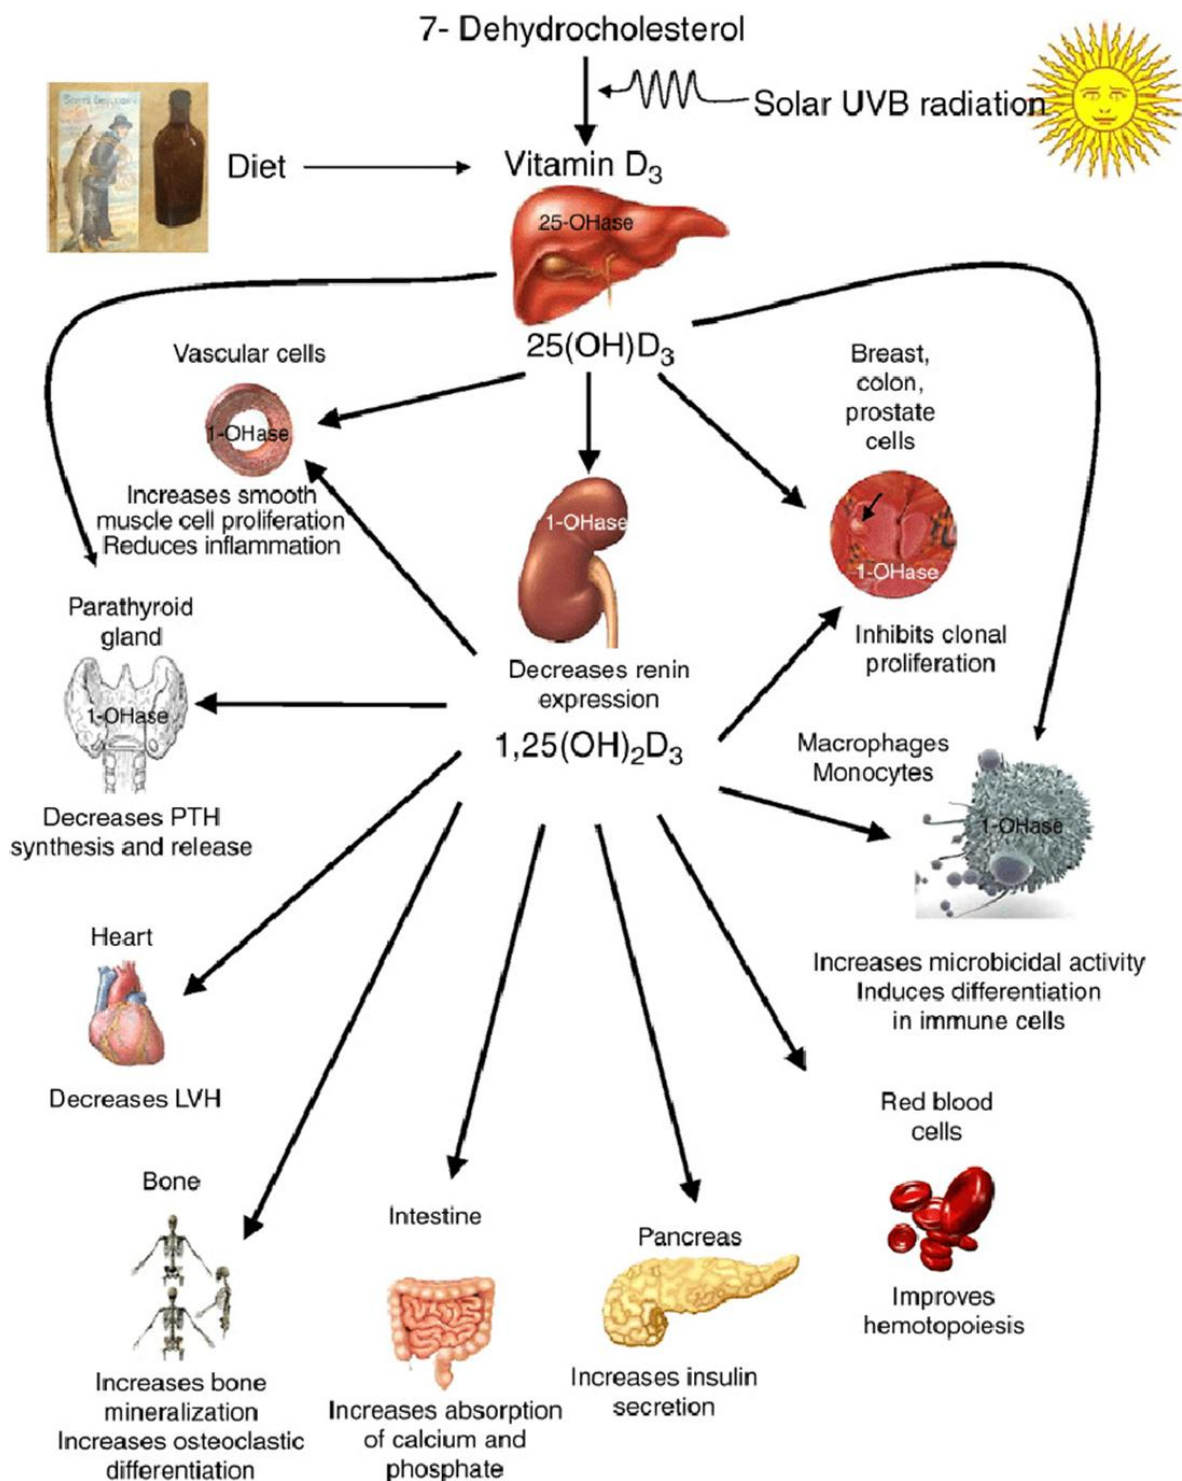 7- Dehydrocholesterol
Solar UVB radiation
Diet
Vitamin D₃
25-OHase
25(OH)D₃
Vascular cells
1-OHase
Increases smooth
muscle cell proliferation
Reduces inflammation
Breast,
colon,
prostate
cells
1-OHase
Inhibits clonal
proliferation
1-OHase
Decreases renin
expression
1,25(OH)₂D₃
Parathyroid
gland
1-OHase
Decreases PTH
synthesis and release
Macrophages
Monocytes
1-OHase
Increases microbicidal activity
Induces differentiation
in immune cells
Heart
Decreases LVH
Bone
Increases bone
mineralization
Increases osteoclastic
differentiation
Intestine
Increases absorption
of calcium and
phosphate
Pancreas
Increases insulin
secretion
Red blood
cells
Improves
hemotopoiesis